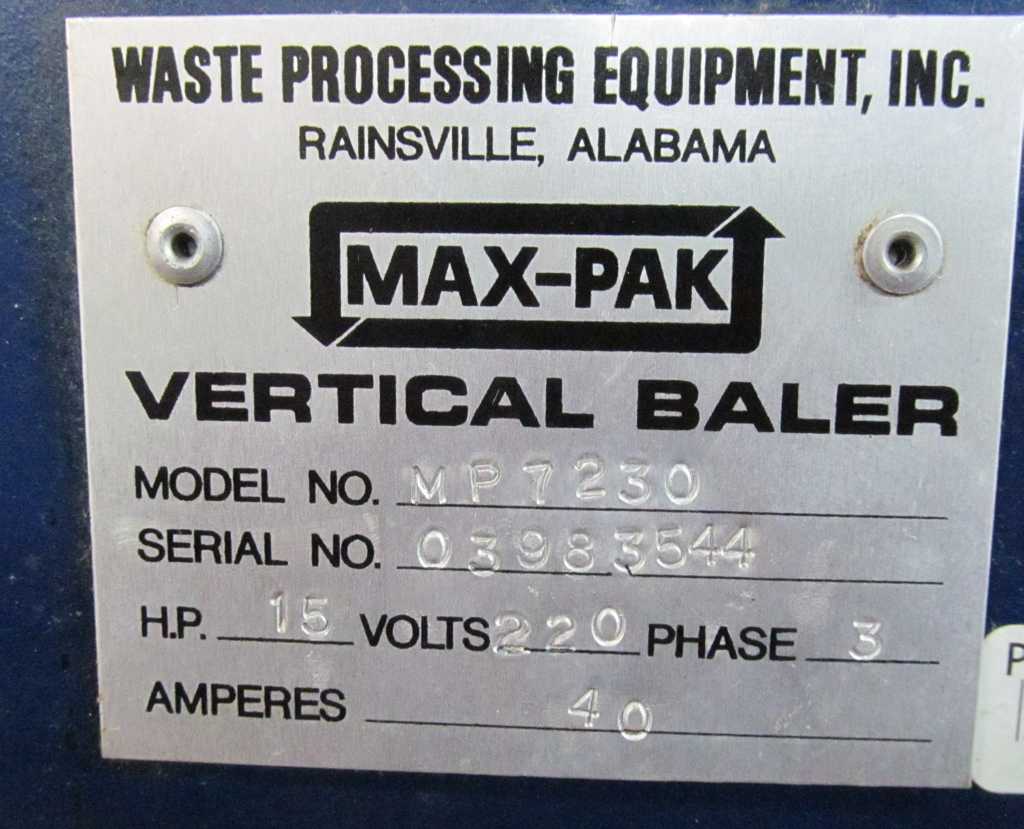 WASTE PROCESSING EQUIPMENT, INC.
RAINSVILLE, ALABAMA
MAX-PAK
VERTICAL BALER
MODEL NO. MP7230
SERIAL NO. 03983544
H.P. 15 VOLTS 220 PHASE 3
AMPERES 40
P